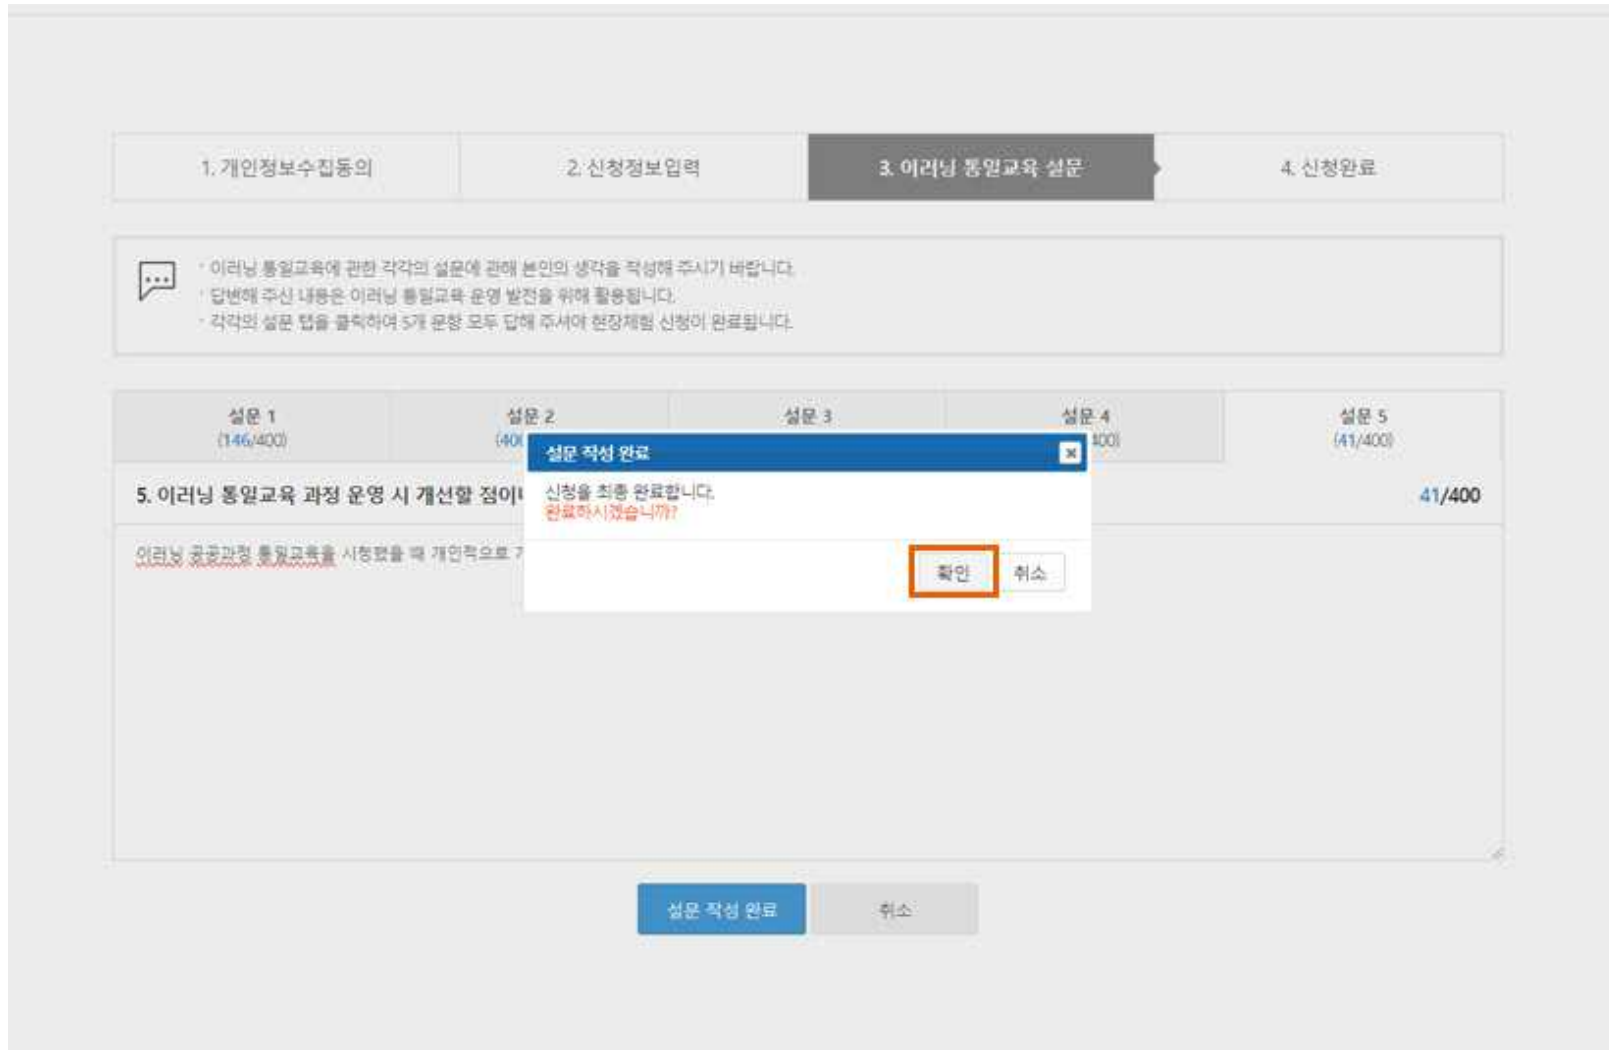 1. 개인정보수집동의
2. 신청정보입력
3. 이러닝 통일교육 설문
4. 신청완료
· 이러닝 통일교육에 관한 각각의 설문에 관해 본인의 생각을 작성해 주시기 바랍니다.
· 답변해 주신 내용은 이러닝 통일교육 운영 발전을 위해 활용됩니다.
· 각각의 설문 탭을 클릭하여 5개 문항 모두 답해 주셔야 현장체험 신청이 완료됩니다.
설문 1
(146/400)
설문 2
(40
설문 3
설문 4
400)
설문 5
(41/400)
설문 작성 완료
신청을 최종 완료합니다.
완료하시겠습니까?
확인
취소
5. 이러닝 통일교육 과정 운영 시 개선할 점이
41/400
이러닝 공공과정 통일교육을 시청했을 때 개인적으로
설문 작성 완료
취소